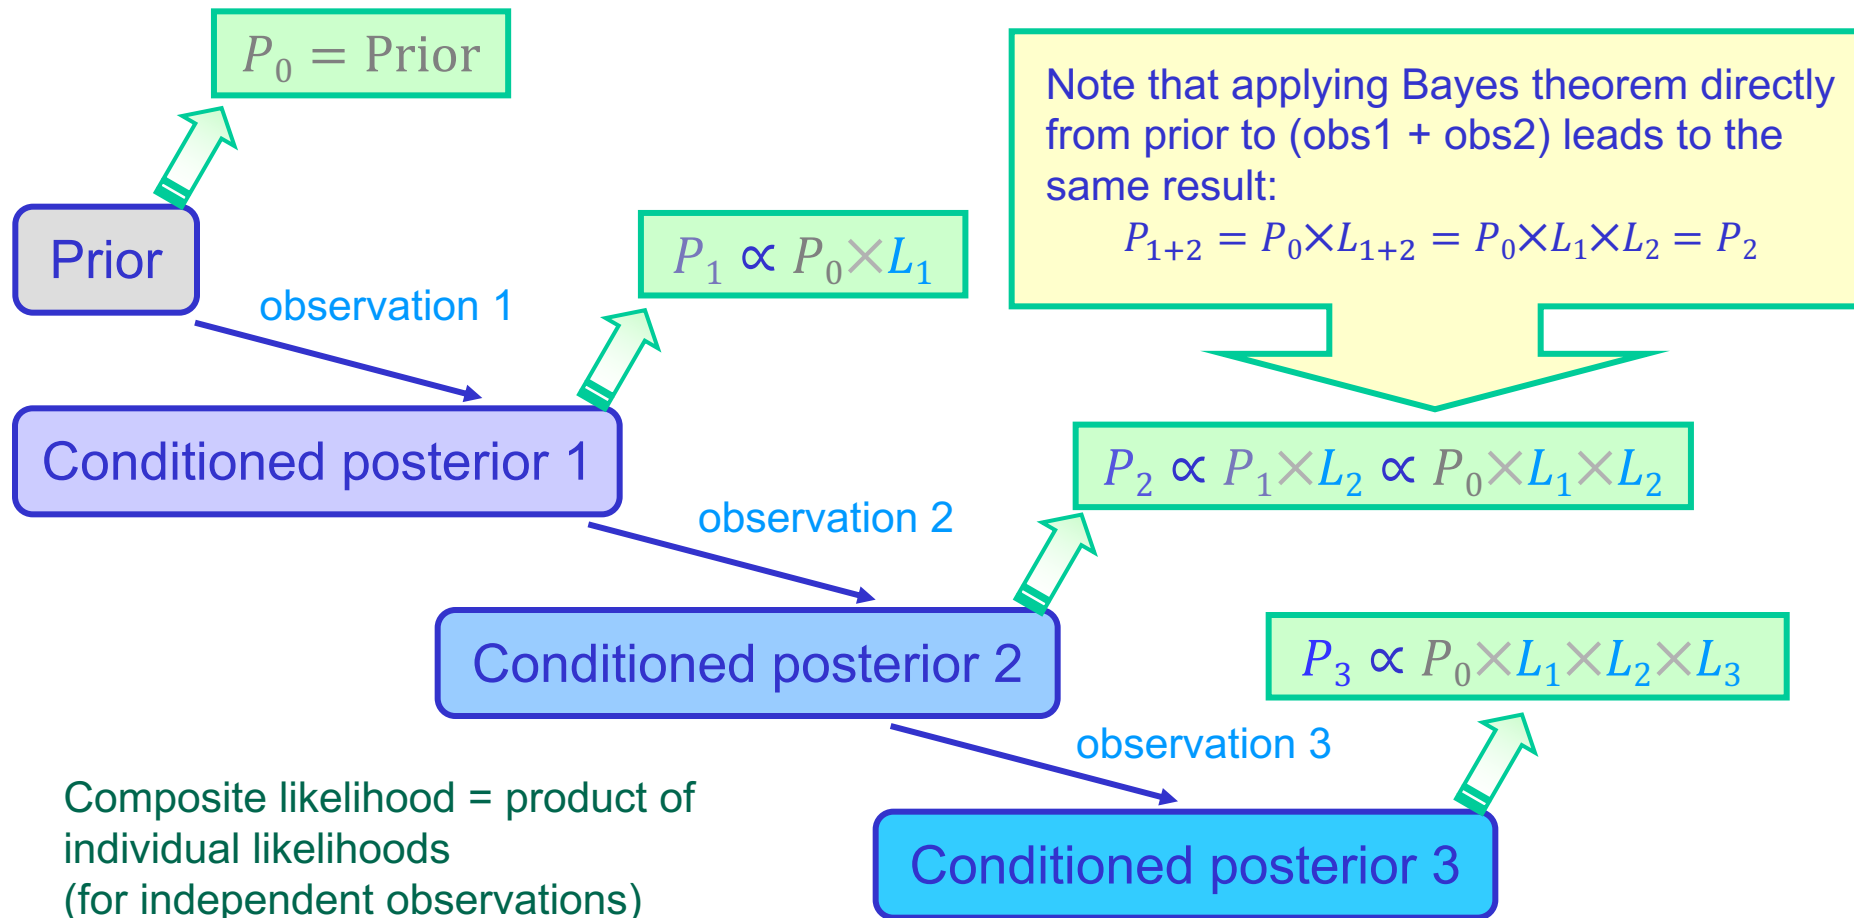 P₀ = Prior
Note that applying Bayes theorem directly
from prior to (obs1 + obs2) leads to the
same result:
P₁₊₂ = P₀×L₁₊₂ = P₀×L₁×L₂ = P₂
Prior
P₁ ∝ P₀×L₁
observation 1
Conditioned posterior 1
P₂ ∝ P₁×L₂ ∝ P₀×L₁×L₂
observation 2
Conditioned posterior 2
P₃ ∝ P₀×L₁×L₂×L₃
observation 3
Conditioned posterior 3
Composite likelihood = product of
individual likelihoods
(for independent observations)